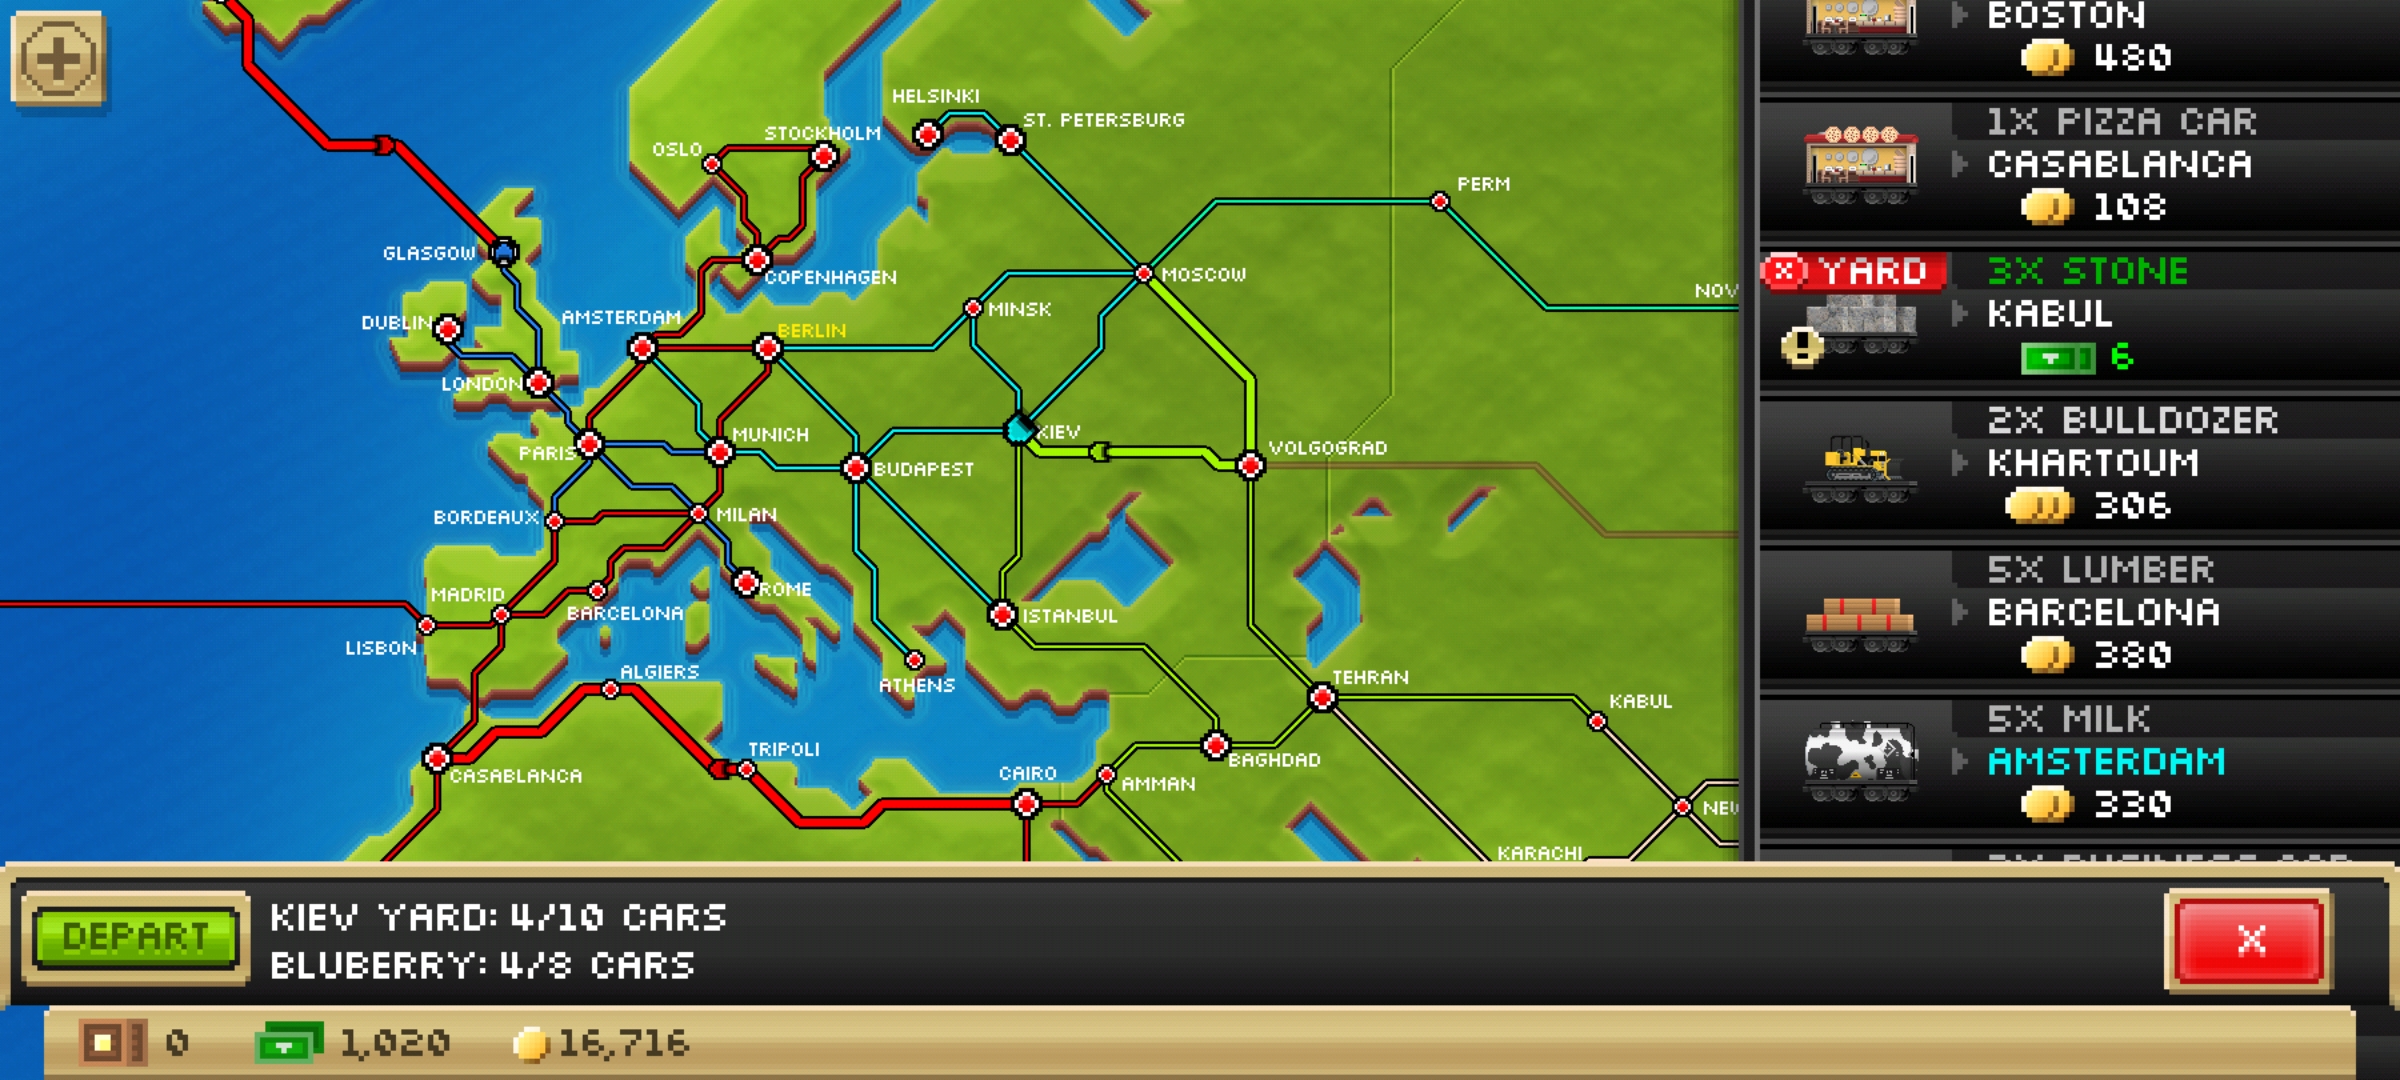 HELSINKI
ST. PETERSBURG
STOCKHOLM
OSLO
PERM
GLASGOW
COPENHAGEN
MOSCOW
NOV
DUBLIN
AMSTERDAM
MINSK
BERLIN
LONDON
MUNICH
KIEV
VOLGOGRAD
PARIS
BUDAPEST
BORDEAUX
MILAN
MADRID
ROME
BARCELONA
ISTANBUL
LISBON
ALGIERS
ATHENS
TEHRAN
KABUL
TRIPOLI
CASABLANCA
CAIRO
BAGHDAD
AMMAN
NEW
KARACHI
BOSTON
480
1X PIZZA CAR
CASABLANCA
108
YARD
3X STONE
KABUL
6
2X BULLDOZER
KHARTOUM
306
5X LUMBER
BARCELONA
380
5X MILK
AMSTERDAM
330
DEPART
KIEV YARD: 4/10 CARS
BLUBERRY: 4/8 CARS
X
0
1,020
16,716